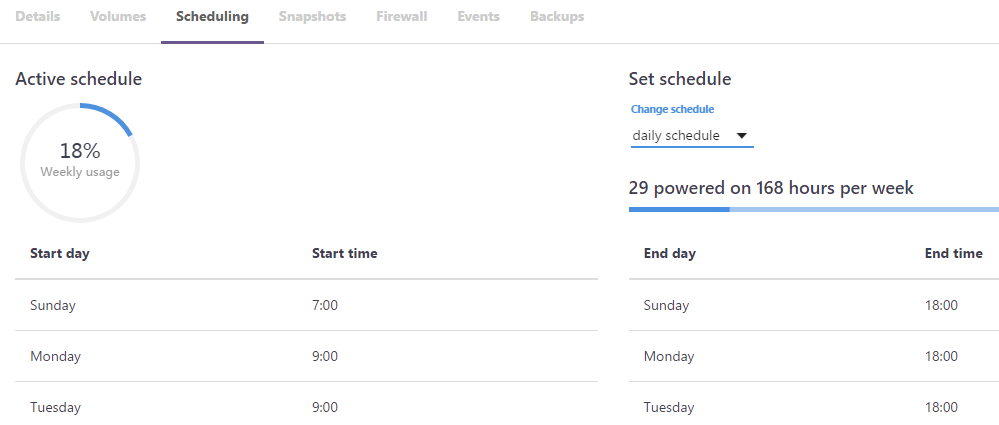 Details Volumes Scheduling Snapshots Firewall Events Backups
Active schedule
18%
Weekly usage
Set schedule
Change schedule
daily schedule
29 powered on 168 hours per week
Start day Start time End day End time
Sunday 7:00 Sunday 18:00
Monday 9:00 Monday 18:00
Tuesday 9:00 Tuesday 18:00